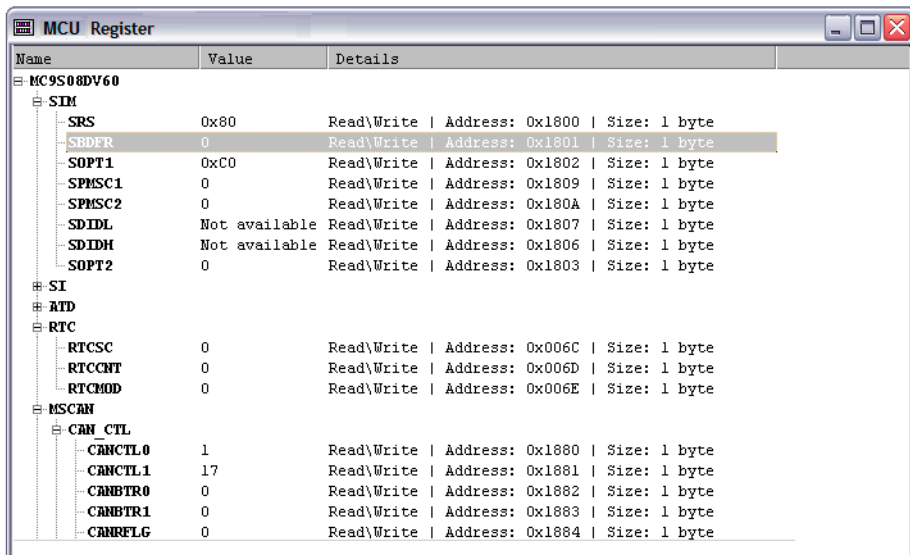 MCU Register
Name Value Details
MC9S08DV60
SIM
SRS 0x80 Read\Write | Address: 0x1800 | Size: 1 byte
SBDFR 0 Read\Write | Address: 0x1801 | Size: 1 byte
SOPT1 0xC0 Read\Write | Address: 0x1802 | Size: 1 byte
SPMSC1 0 Read\Write | Address: 0x1809 | Size: 1 byte
SPMSC2 0 Read\Write | Address: 0x180A | Size: 1 byte
SDIDL Not available Read\Write | Address: 0x1807 | Size: 1 byte
SDIDH Not available Read\Write | Address: 0x1806 | Size: 1 byte
SOPT2 0 Read\Write | Address: 0x1803 | Size: 1 byte
SI
ATD
RTC
RTCSC 0 Read\Write | Address: 0x006C | Size: 1 byte
RTCCNT 0 Read\Write | Address: 0x006D | Size: 1 byte
RTCMOD 0 Read\Write | Address: 0x006E | Size: 1 byte
MSCAN
CAN_CTL
CANCTL0 1 Read\Write | Address: 0x1880 | Size: 1 byte
CANCTL1 17 Read\Write | Address: 0x1881 | Size: 1 byte
CANBTR0 0 Read\Write | Address: 0x1882 | Size: 1 byte
CANBTR1 0 Read\Write | Address: 0x1883 | Size: 1 byte
CANRFLG 0 Read\Write | Address: 0x1884 | Size: 1 byte